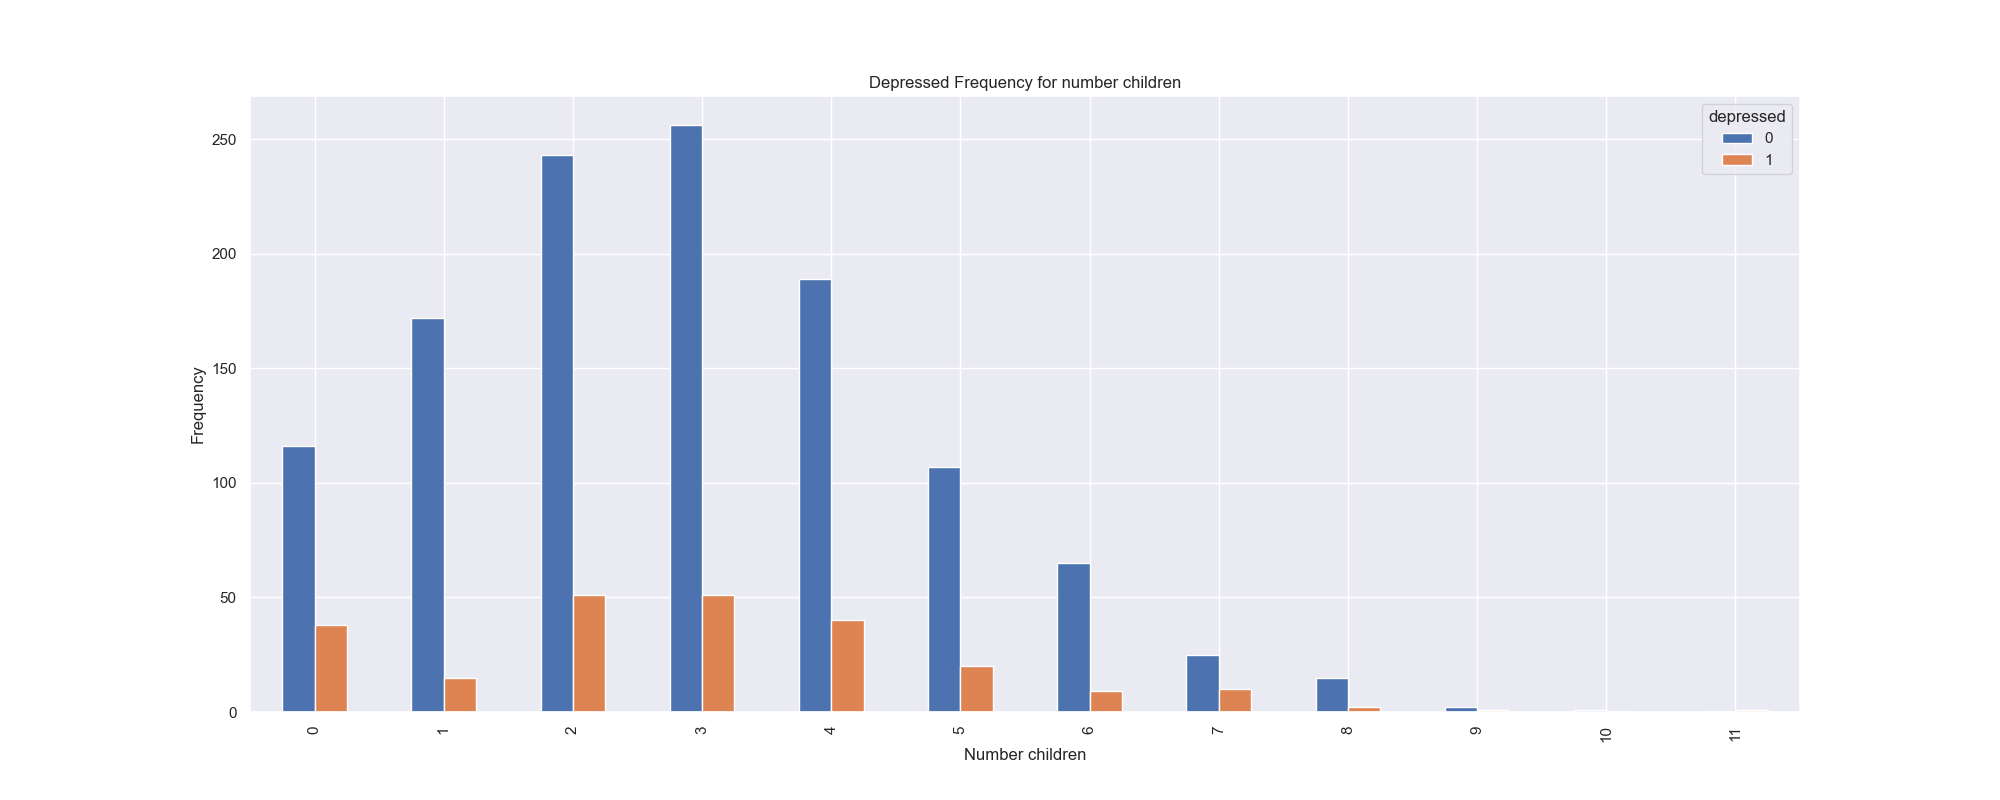 Depressed Frequency for number children
depressed
0
1
250
200
150
100
50
0
Frequency
0 1 2 3 4 5 6 7 8 9 10 11
Number children